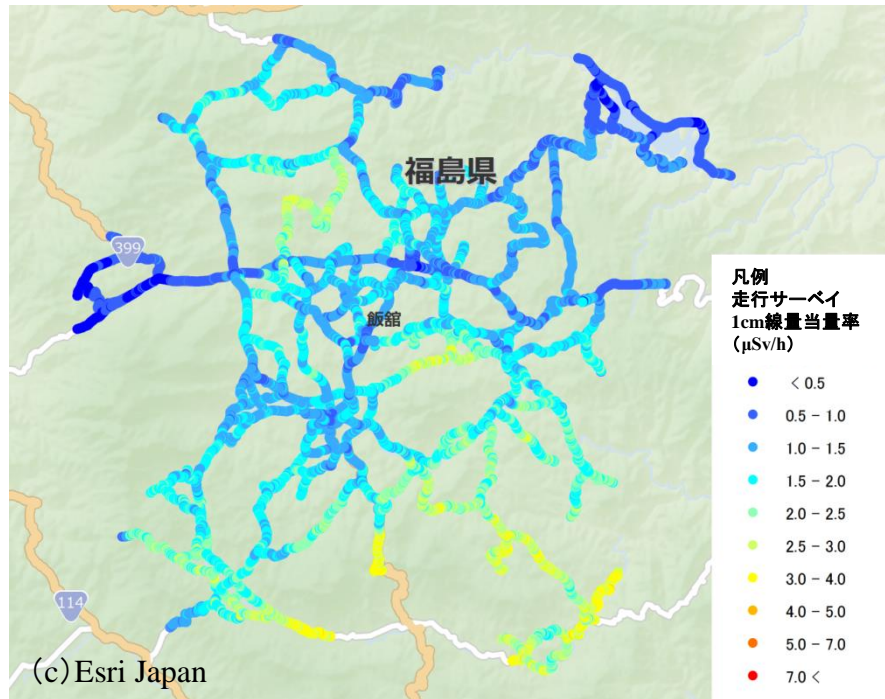 福島県
399
飯舘
凡例
走行サーベイ
1cm線量当量率
（μSv/h）
< 0.5
0.5 - 1.0
1.0 - 1.5
1.5 - 2.0
2.0 - 2.5
2.5 - 3.0
3.0 - 4.0
4.0 - 5.0
5.0 - 7.0
7.0 <
114
(c)Esri Japan